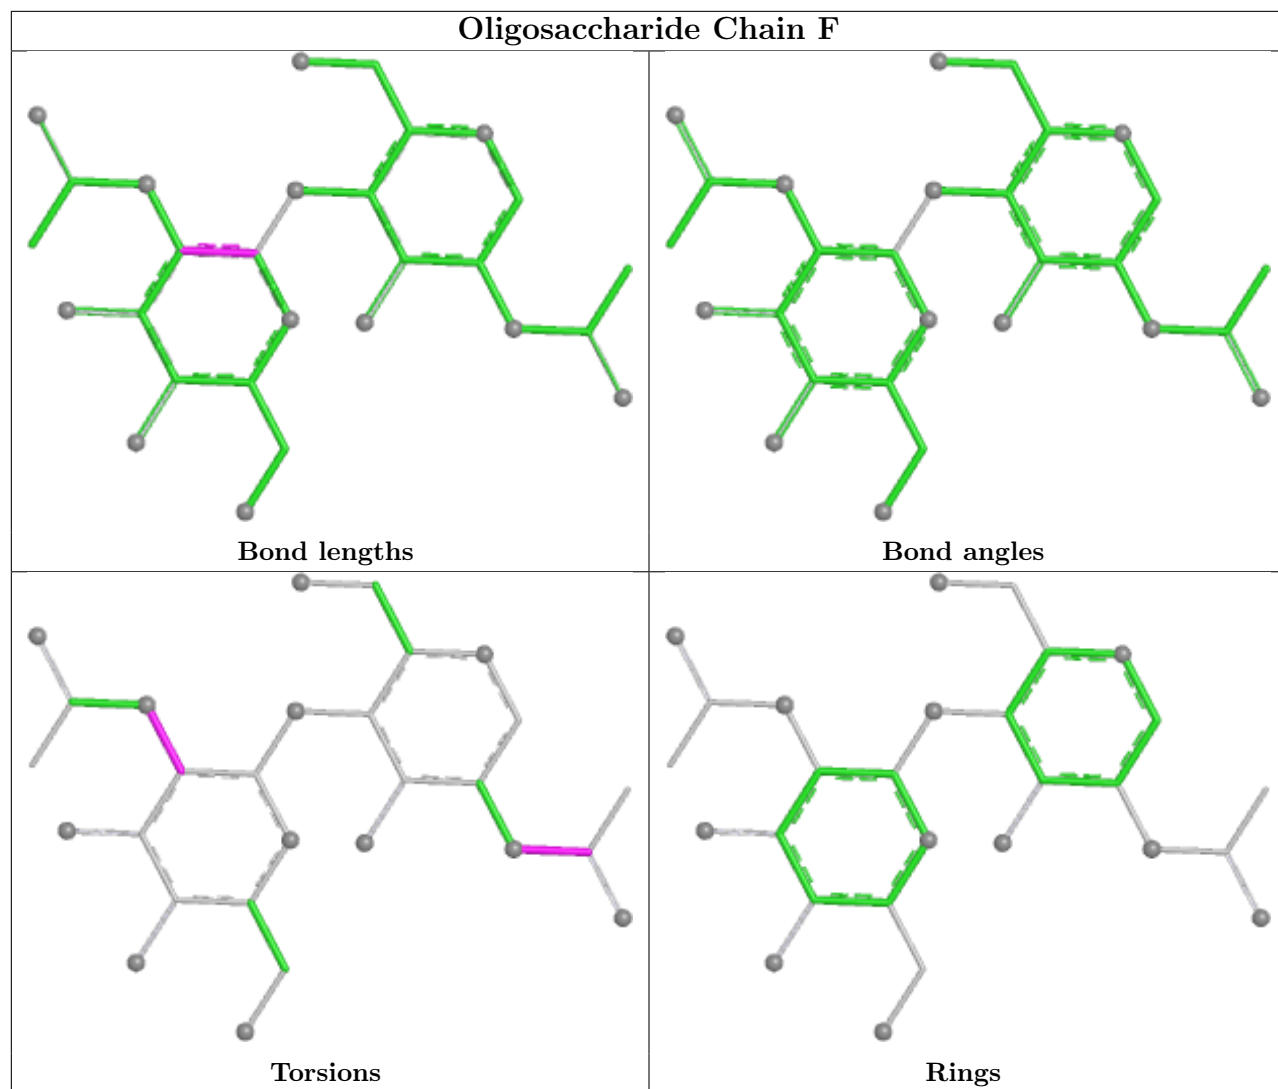 Oligosaccharide Chain F
Bond lengths
Bond angles
Torsions
Rings